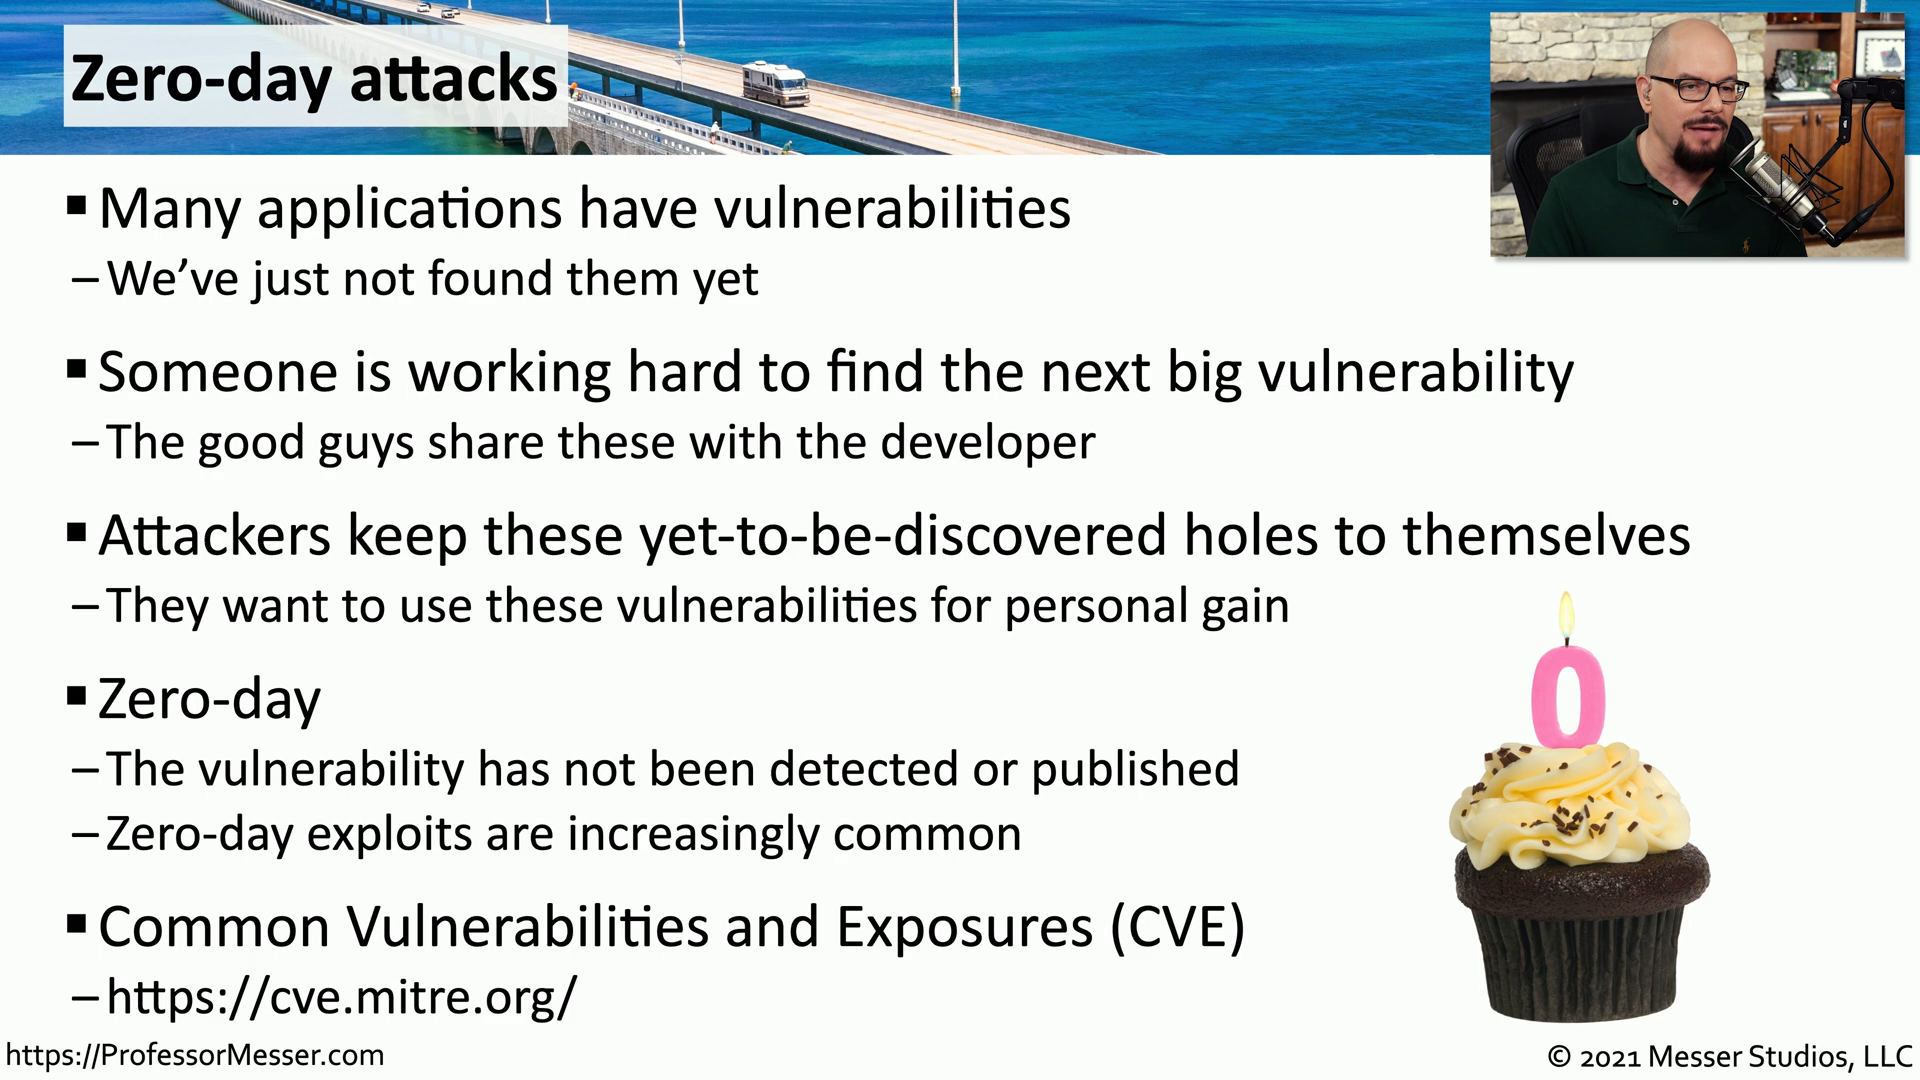 Zero-day attacks
▪ Many applications have vulnerabilities
– We’ve just not found them yet
▪ Someone is working hard to find the next big vulnerability
– The good guys share these with the developer
▪ Attackers keep these yet-to-be-discovered holes to themselves
– They want to use these vulnerabilities for personal gain
▪ Zero-day
– The vulnerability has not been detected or published
– Zero-day exploits are increasingly common
▪ Common Vulnerabilities and Exposures (CVE)
– https://cve.mitre.org/
0
https://ProfessorMesser.com
© 2021 Messer Studios, LLC